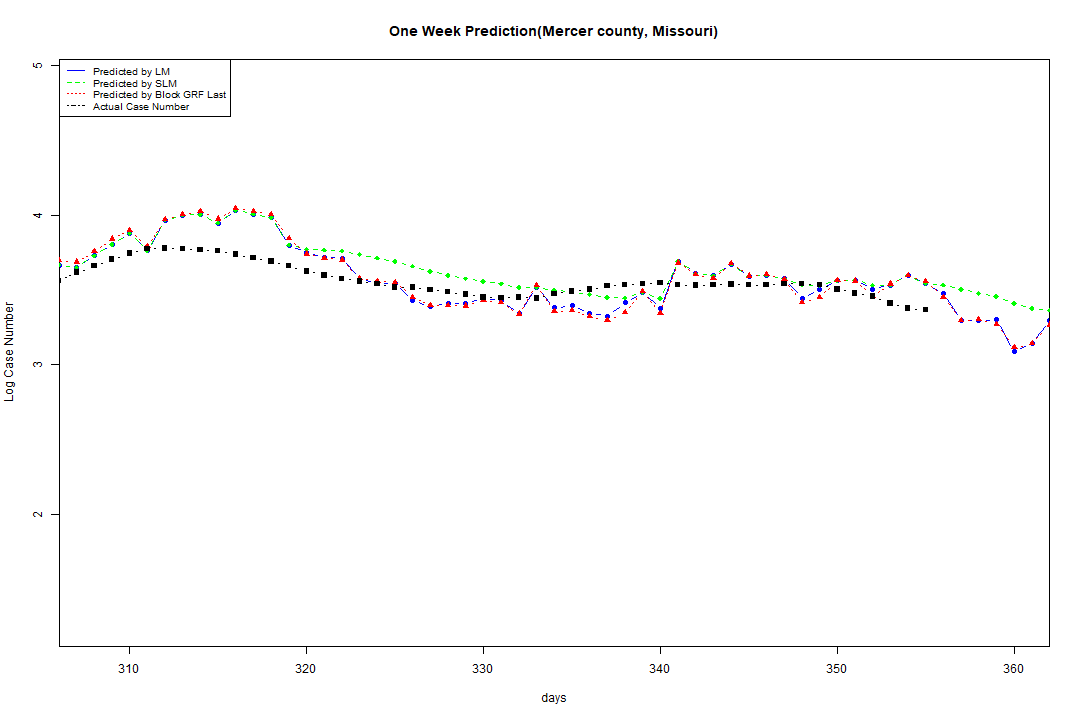 One Week Prediction(Mercer county, Missouri)
Predicted by LM
Predicted by SLM
Predicted by Block GRF Last
Actual Case Number
5
4
3
2
Log Case Number
310 320 330 340 350 360
days